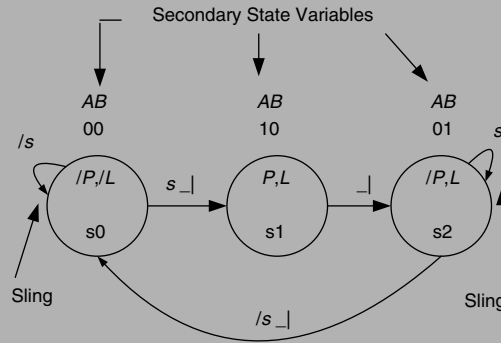 Secondary State Variables
AB AB AB
00 10 01
/s s
/P,/L P,L /P,L
s _| _|
s0 s1 s2
Sling Sling
/s _|